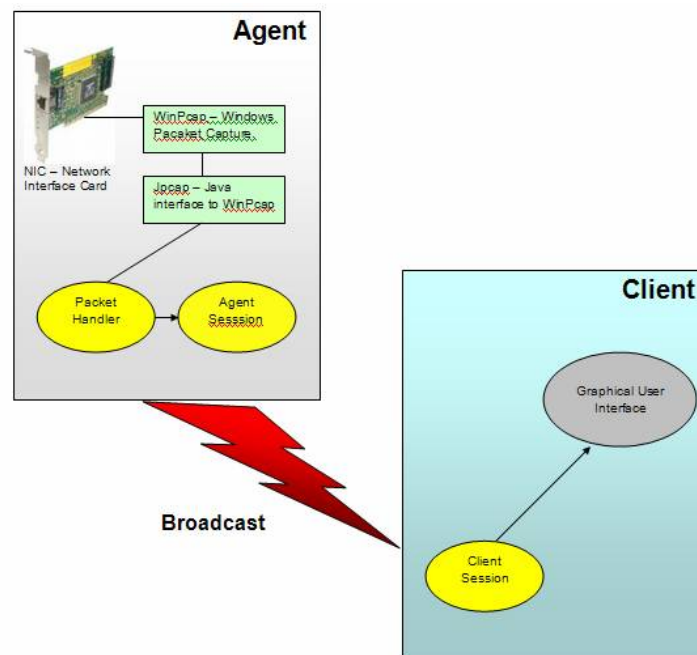 Agent
WinPcap – Windows
Pacaket Capture,
NIC – Network
Interface Card
Jpcap – Java
interface to WinPcap
Packet
Handler
Agent
Sesssion
Client
Graphical User
Interface
Broadcast
Client
Session